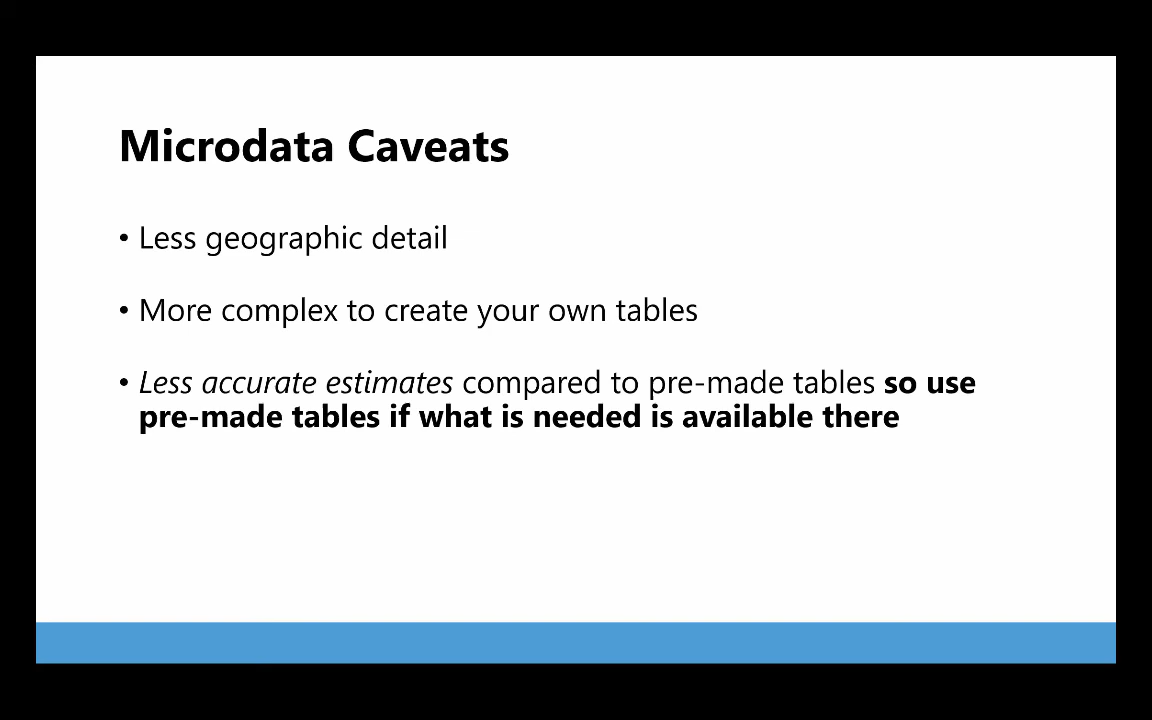 Microdata Caveats
• Less geographic detail
• More complex to create your own tables
• Less accurate estimates compared to pre-made tables so use
pre-made tables if what is needed is available there